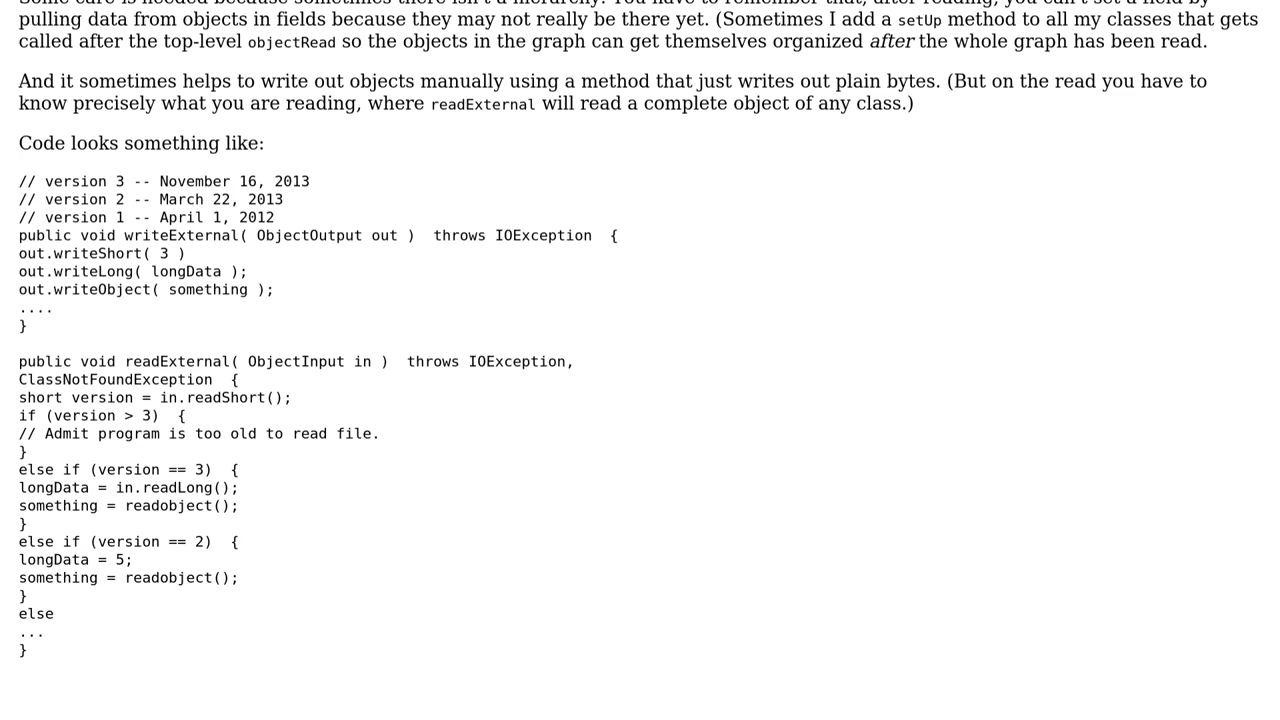 pulling data from objects in fields because they may not really be there yet. (Sometimes I add a setUp method to all my classes that gets
called after the top-level objectRead so the objects in the graph can get themselves organized after the whole graph has been read.
And it sometimes helps to write out objects manually using a method that just writes out plain bytes. (But on the read you have to
know precisely what you are reading, where readExternal will read a complete object of any class.)
Code looks something like:
// version 3 -- November 16, 2013
// version 2 -- March 22, 2013
// version 1 -- April 1, 2012
public void writeExternal( ObjectOutput out )  throws IOException  {
out.writeShort( 3 )
out.writeLong( longData );
out.writeObject( something );
....
}
public void readExternal( ObjectInput in )  throws IOException,
ClassNotFoundException  {
short version = in.readShort();
if (version > 3)  {
// Admit program is too old to read file.
}
else if (version == 3)  {
longData = in.readLong();
something = readobject();
}
else if (version == 2)  {
longData = 5;
something = readobject();
}
else
...
}